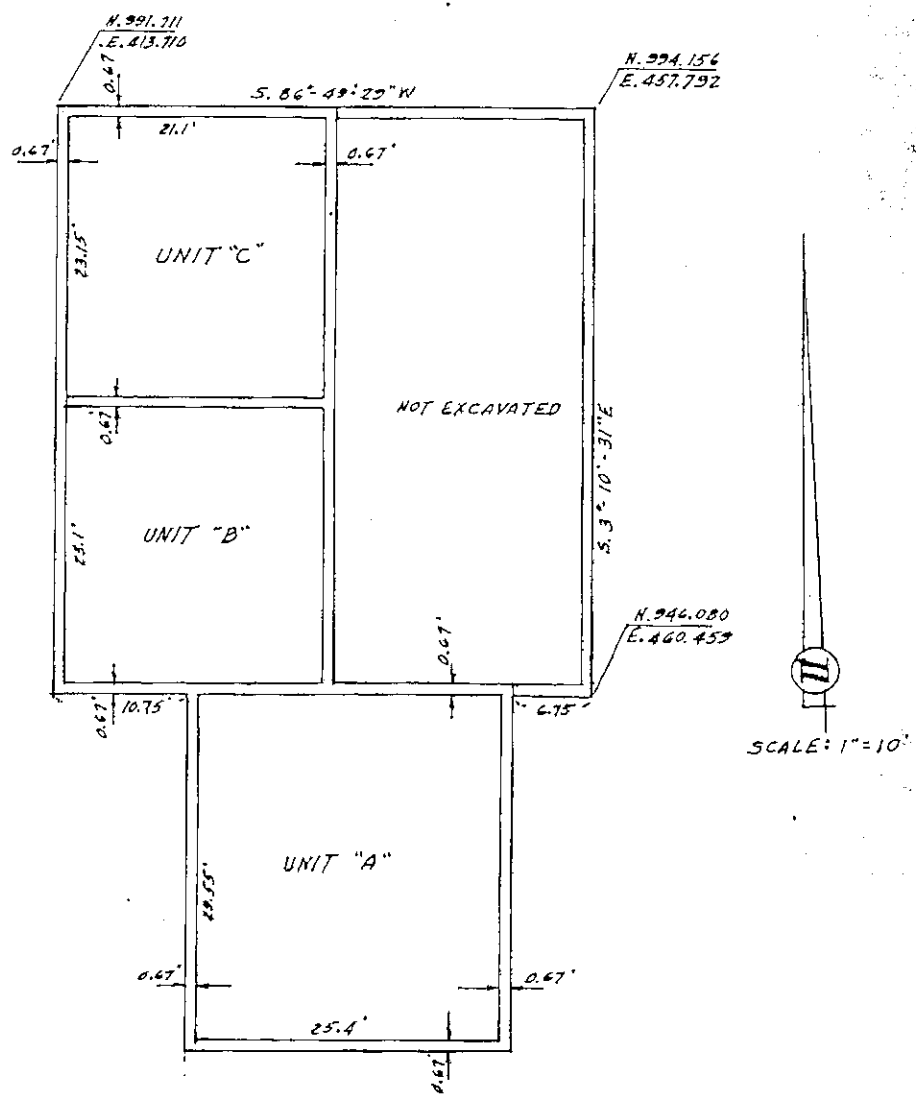 N. 991.711
E. 413.710
N. 994.156
E. 457.792
0.67
S. 86°-49'-29" W
21.1'
0.67'
0.67'
23.15'
UNIT "C"
NOT EXCAVATED
S. 3°-10'-31" E
0.67'
23.1'
UNIT "B"
N. 946.080
E. 460.459
0.67'
0.67'
10.75'
6.75
SCALE: 1"=10'
UNIT "A"
29.55'
0.67'
0.67'
25.4'
0.67'